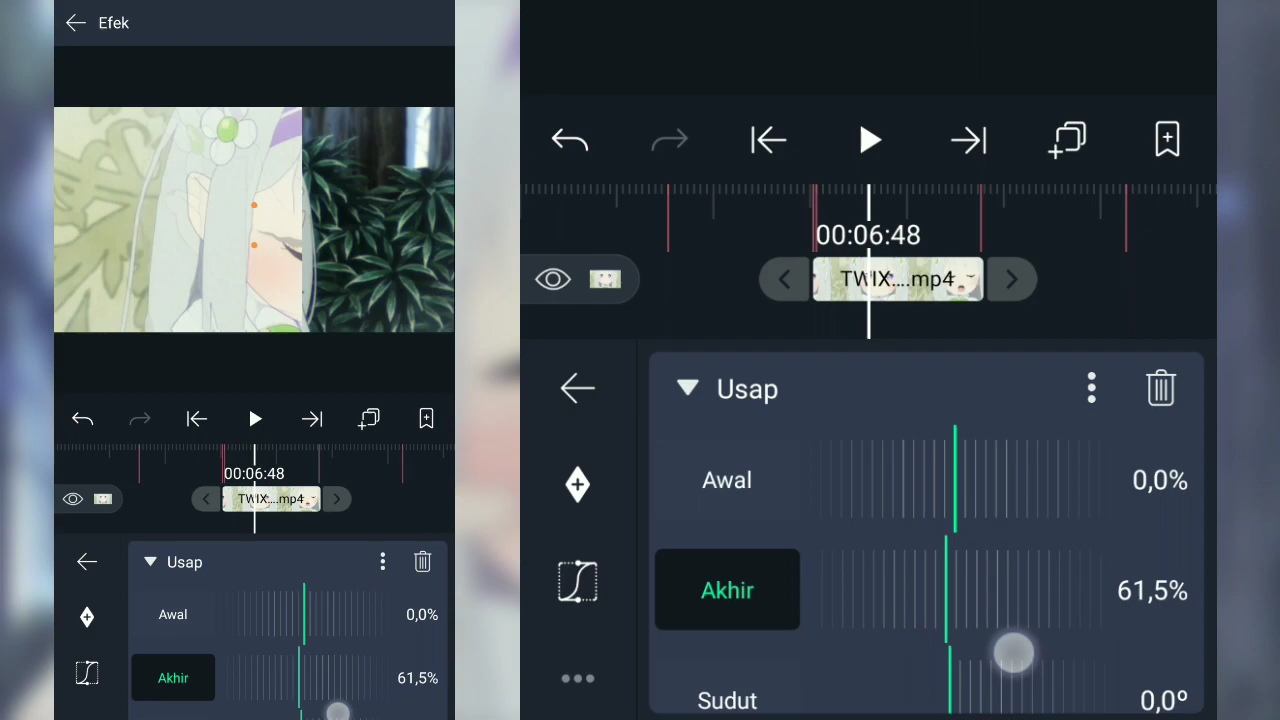 Efek
00:06:48
TWIX....mp4
Usap
Awal 0,0%
Akhir 61,5%
00:06:48
TWIX....mp4
Usap
Awal 0,0%
Akhir 61,5%
Sudut 0,0º